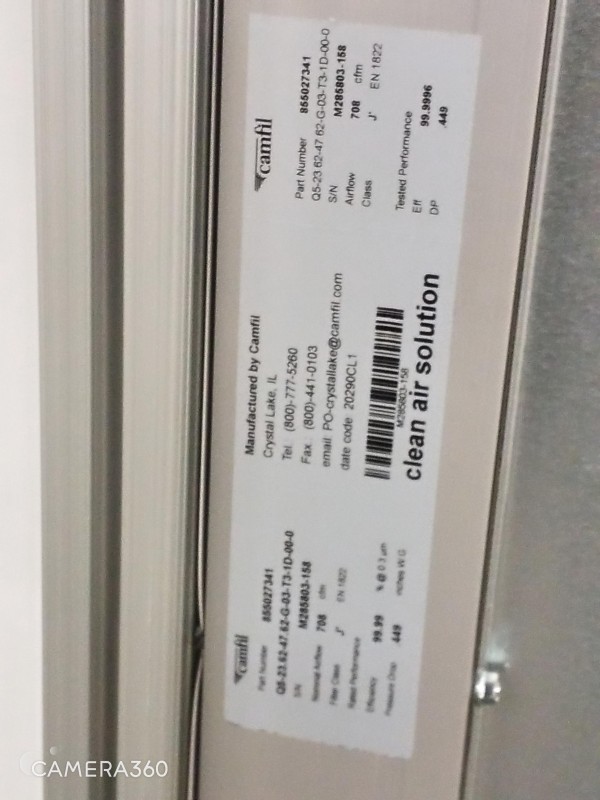 camfil
Part Number 855027341
Q5-23.62-47.62-G-03-T3-1D-00-0
S/N M285803-158
Nominal Airflow 708 cfm
Filter Class J' EN 1822
Rated Performance
Efficiency 99.99 % @ 0.3 µm
Pressure Drop .449 inches W.G.
Manufactured by Camfil
Crystal Lake, IL
Tel: (800)-777-5260
Fax: (800)-441-0103
email: PO-crystallake@camfil.com
date code: 20290CL1
M285803-158
clean air solution
camfil
Part Number 855027341
Q5-23.62-47.62-G-03-T3-1D-00-0
S/N M285803-158
Airflow 708 cfm
Class J' EN 1822
Tested Performance
Eff 99.9996
DP .449
CAMERA360